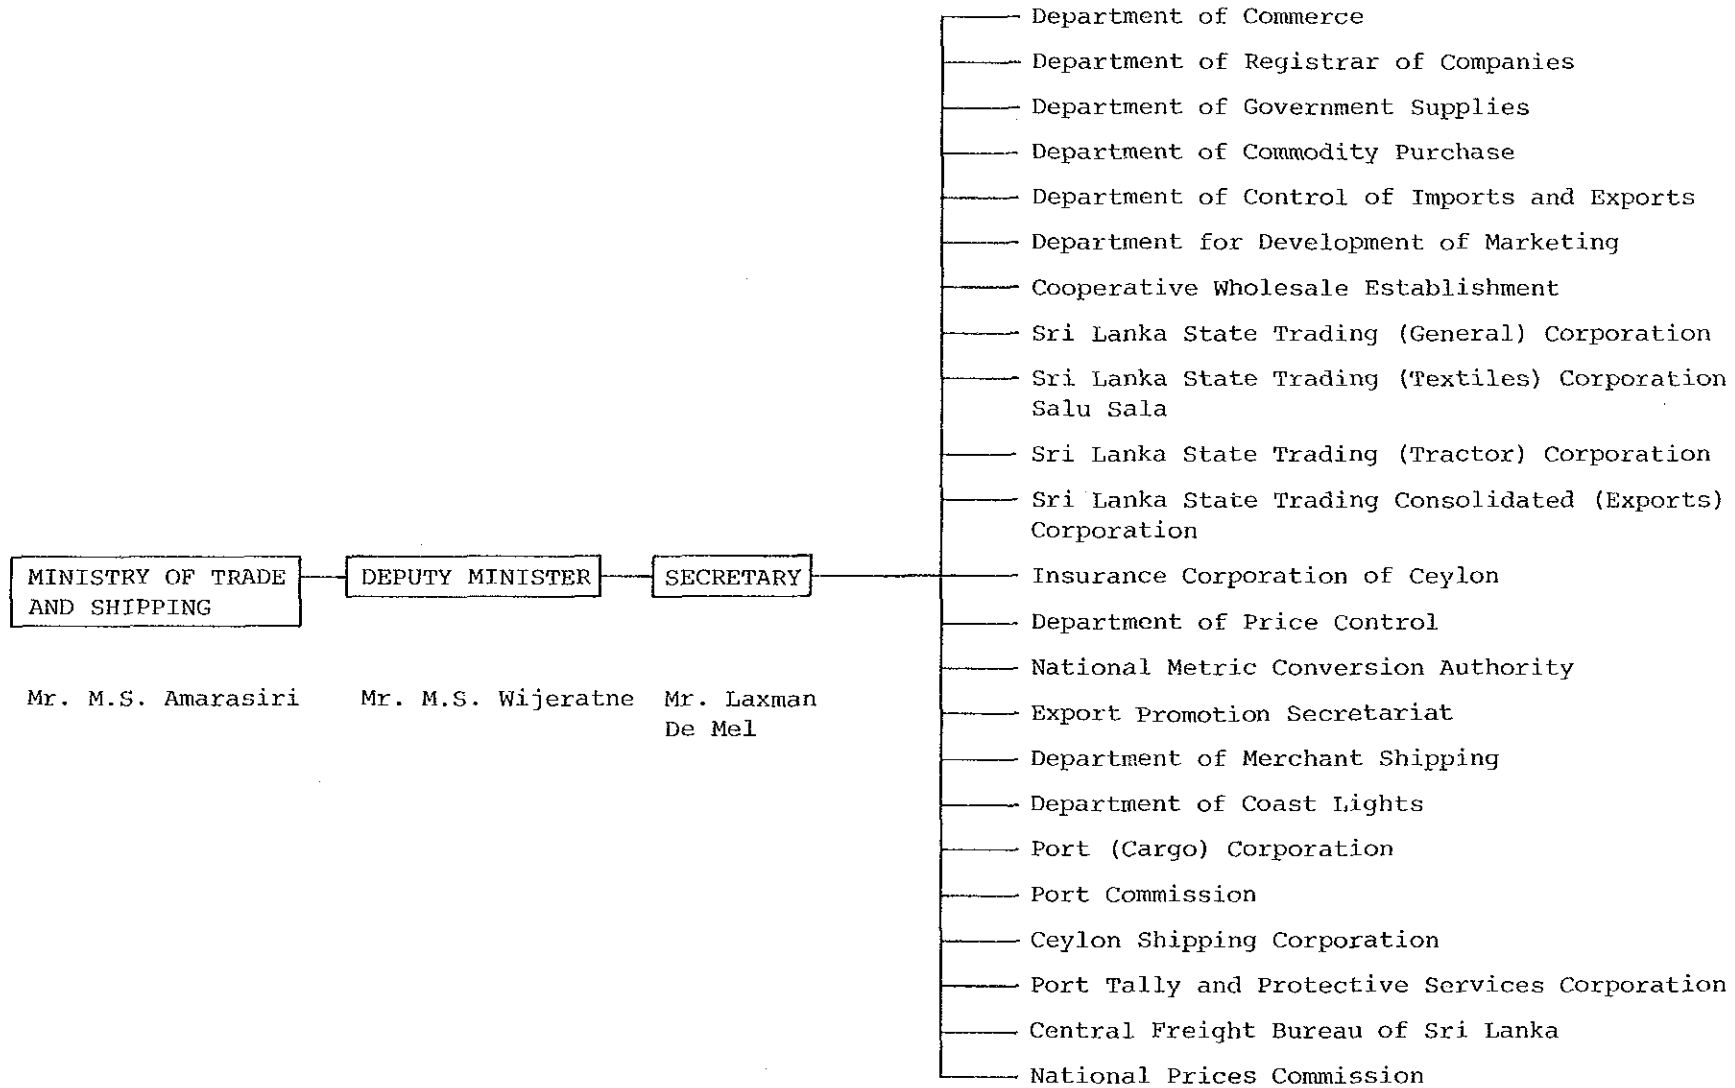 Department of Commerce
Department of Registrar of Companies
Department of Government Supplies
Department of Commodity Purchase
Department of Control of Imports and Exports
Department for Development of Marketing
Cooperative Wholesale Establishment
Sri Lanka State Trading (General) Corporation
Sri Lanka State Trading (Textiles) Corporation
Salu Sala
Sri Lanka State Trading (Tractor) Corporation
Sri Lanka State Trading Consolidated (Exports)
Corporation
MINISTRY OF TRADE
AND SHIPPING
DEPUTY MINISTER
SECRETARY
Insurance Corporation of Ceylon
Department of Price Control
National Metric Conversion Authority
Mr. M.S. Amarasiri
Mr. M.S. Wijeratne
Mr. Laxman
De Mel
Export Promotion Secretariat
Department of Merchant Shipping
Department of Coast Lights
Port (Cargo) Corporation
Port Commission
Ceylon Shipping Corporation
Port Tally and Protective Services Corporation
Central Freight Bureau of Sri Lanka
National Prices Commission